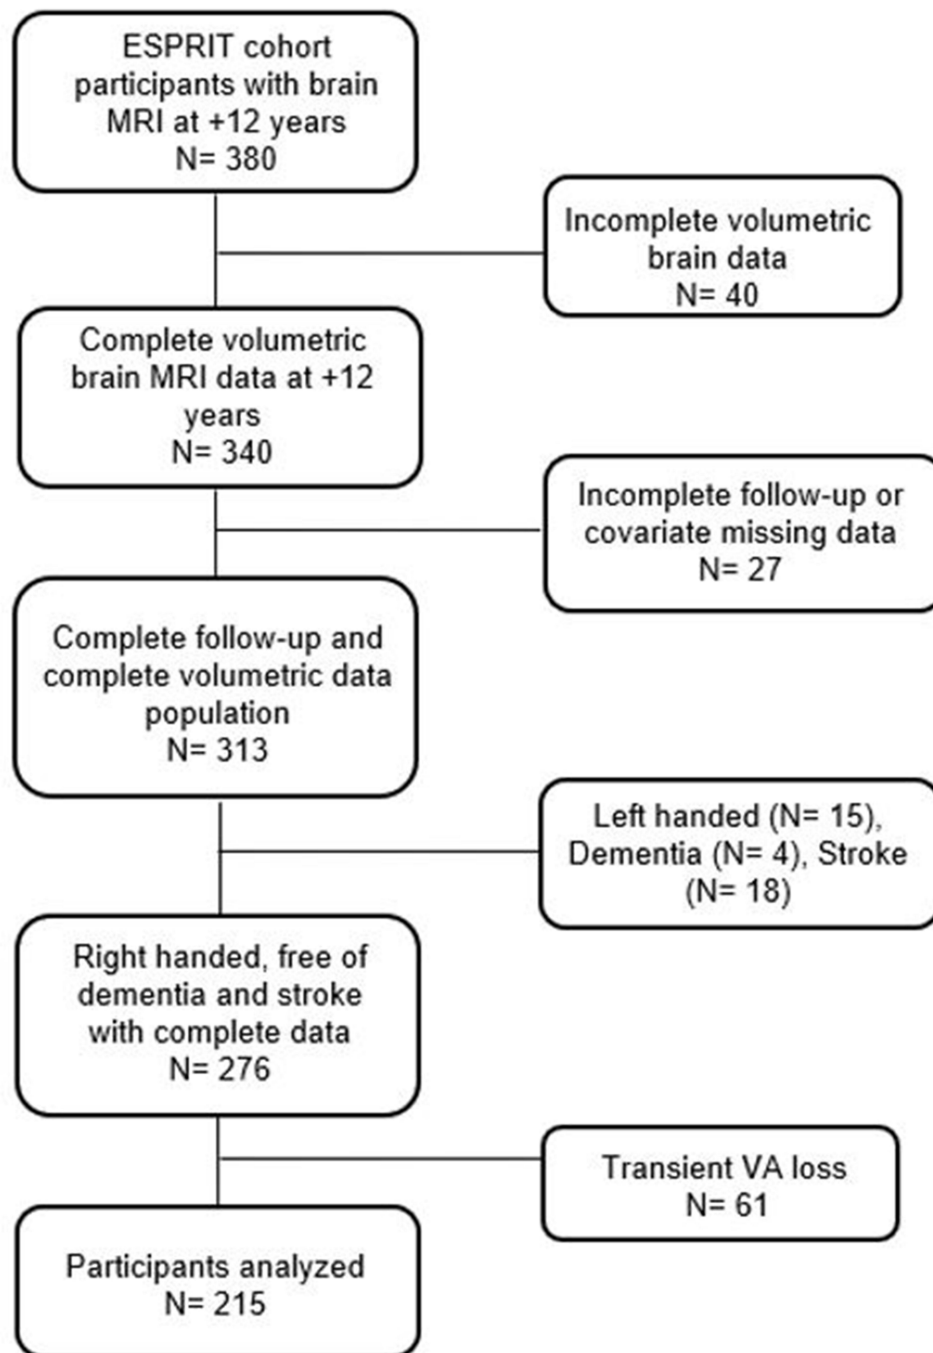 ESPRIT cohort
participants with brain
MRI at +12 years
N= 380
Incomplete volumetric
brain data
N= 40
Complete volumetric
brain MRI data at +12
years
N= 340
Incomplete follow-up or
covariate missing data
N= 27
Complete follow-up and
complete volumetric data
population
N= 313
Left handed (N= 15),
Dementia (N= 4), Stroke
(N= 18)
Right handed, free of
dementia and stroke
with complete data
N= 276
Transient VA loss
N= 61
Participants analyzed
N= 215